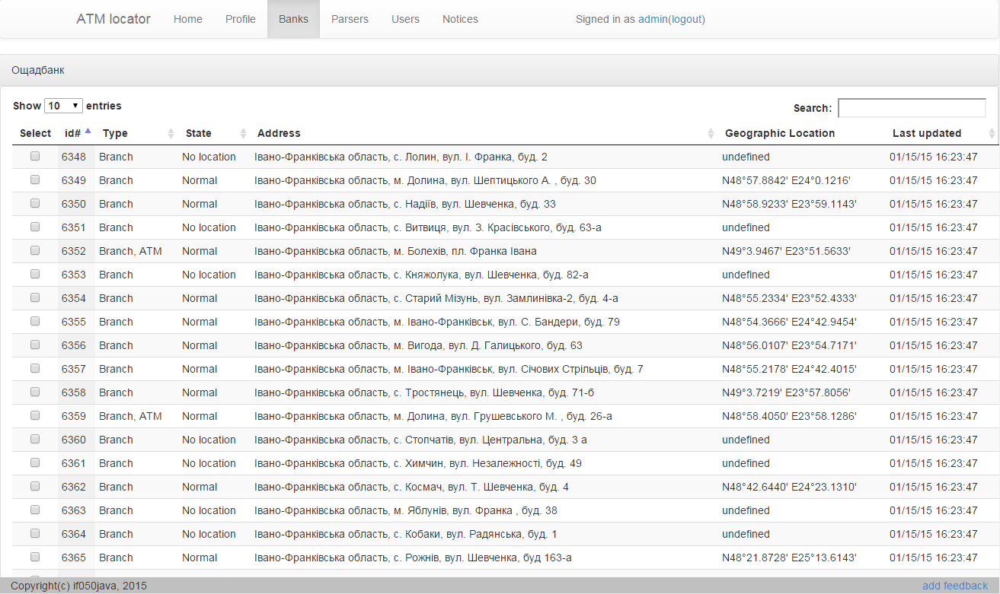 ATM locator Home Profile Banks Parsers Users Notices Signed in as admin(logout)
Ощадбанк
Show 10 entries Search:
Select id# Type State Address Geographic Location Last updated
6348 Branch No location Івано-Франківська область, с. Лолин, вул. І. Франка, буд. 2 undefined 01/15/15 16:23:47
6349 Branch Normal Івано-Франківська область, м. Долина, вул. Шептицького А. , буд. 30 N48°57.8842' E24°0.1216' 01/15/15 16:23:47
6350 Branch Normal Івано-Франківська область, с. Надіїв, вул. Шевченка, буд. 33 N48°58.9233' E23°59.1143' 01/15/15 16:23:47
6351 Branch No location Івано-Франківська область, с. Витвиця, вул. З. Красівського, буд. 63-а undefined 01/15/15 16:23:47
6352 Branch, ATM Normal Івано-Франківська область, м. Болехів, пл. Франка Івана N49°3.9467' E23°51.5633' 01/15/15 16:23:47
6353 Branch No location Івано-Франківська область, с. Княжолука, вул. Шевченка, буд. 82-а undefined 01/15/15 16:23:47
6354 Branch Normal Івано-Франківська область, с. Старий Мізунь, вул. Замлинівка-2, буд. 4-а N48°55.2334' E23°52.4333' 01/15/15 16:23:47
6355 Branch Normal Івано-Франківська область, м. Івано-Франківськ, вул. С. Бандери, буд. 79 N48°54.3666' E24°42.9454' 01/15/15 16:23:47
6356 Branch Normal Івано-Франківська область, м. Вигода, вул. Д. Галицького, буд. 63 N48°56.0107' E23°54.7171' 01/15/15 16:23:47
6357 Branch Normal Івано-Франківська область, м. Івано-Франківськ, вул. Січових Стрільців, буд. 7 N48°55.2178' E24°42.4015' 01/15/15 16:23:47
6358 Branch Normal Івано-Франківська область, с. Тростянець, вул. Шевченка, буд. 71-б N49°3.7219' E23°57.8056' 01/15/15 16:23:47
6359 Branch, ATM Normal Івано-Франківська область, м. Долина, вул. Грушевського М. , буд. 26-а N48°58.4050' E23°58.1286' 01/15/15 16:23:47
6360 Branch No location Івано-Франківська область, с. Стопчатів, вул. Центральна, буд. 3 а undefined 01/15/15 16:23:47
6361 Branch No location Івано-Франківська область, с. Химчин, вул. Незалежності, буд. 49 undefined 01/15/15 16:23:47
6362 Branch Normal Івано-Франківська область, с. Космач, вул. Т. Шевченка, буд. 4 N48°42.6440' E24°23.1310' 01/15/15 16:23:47
6363 Branch No location Івано-Франківська область, м. Яблунів, вул. Франка , буд. 38 undefined 01/15/15 16:23:47
6364 Branch No location Івано-Франківська область, с. Кобаки, вул. Радянська, буд. 1 undefined 01/15/15 16:23:47
6365 Branch Normal Івано-Франківська область, с. Рожнів, вул. Шевченка, буд 163-а N48°21.8728' E25°13.6143' 01/15/15 16:23:47
Copyright(c) if050java, 2015 add feedback